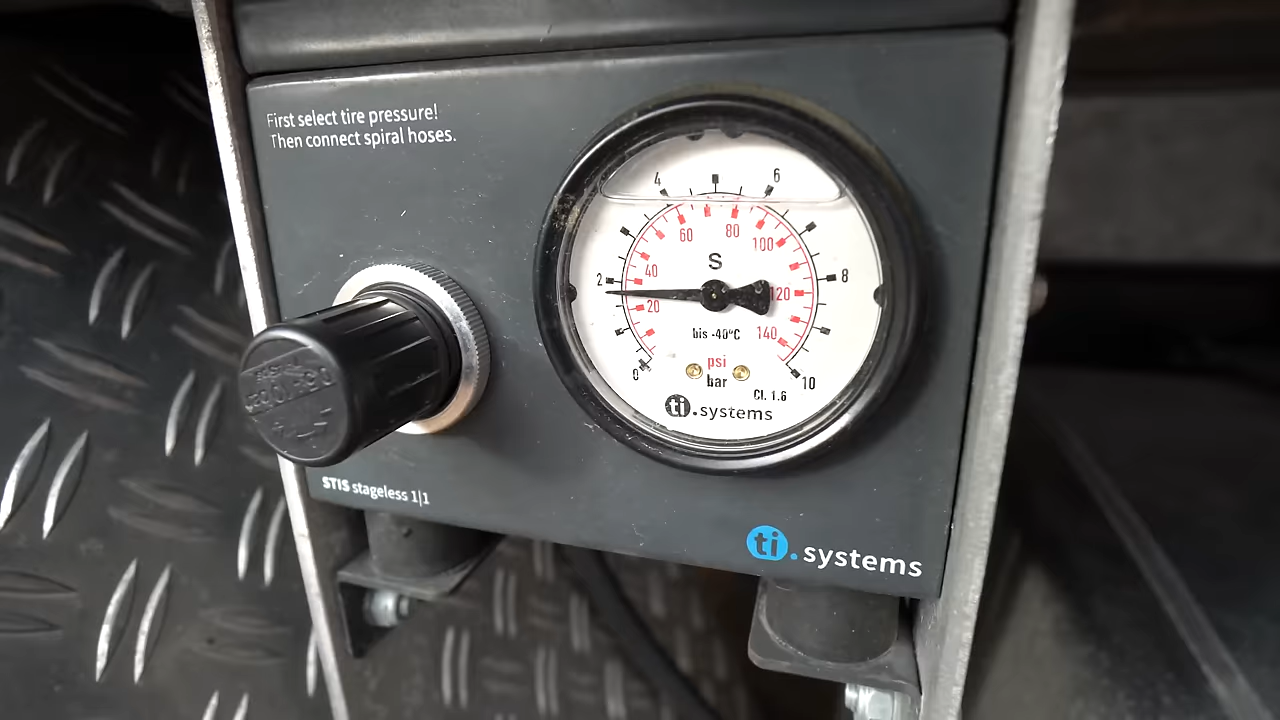 First select tire pressure!
Then connect spiral hoses.
4
6
60
80
100
S
2
40
8
20
120
bis -40°C
140
psi
0
bar
10
Cl. 1.6
ti.systems
STIS stageless 1|1
ti.systems